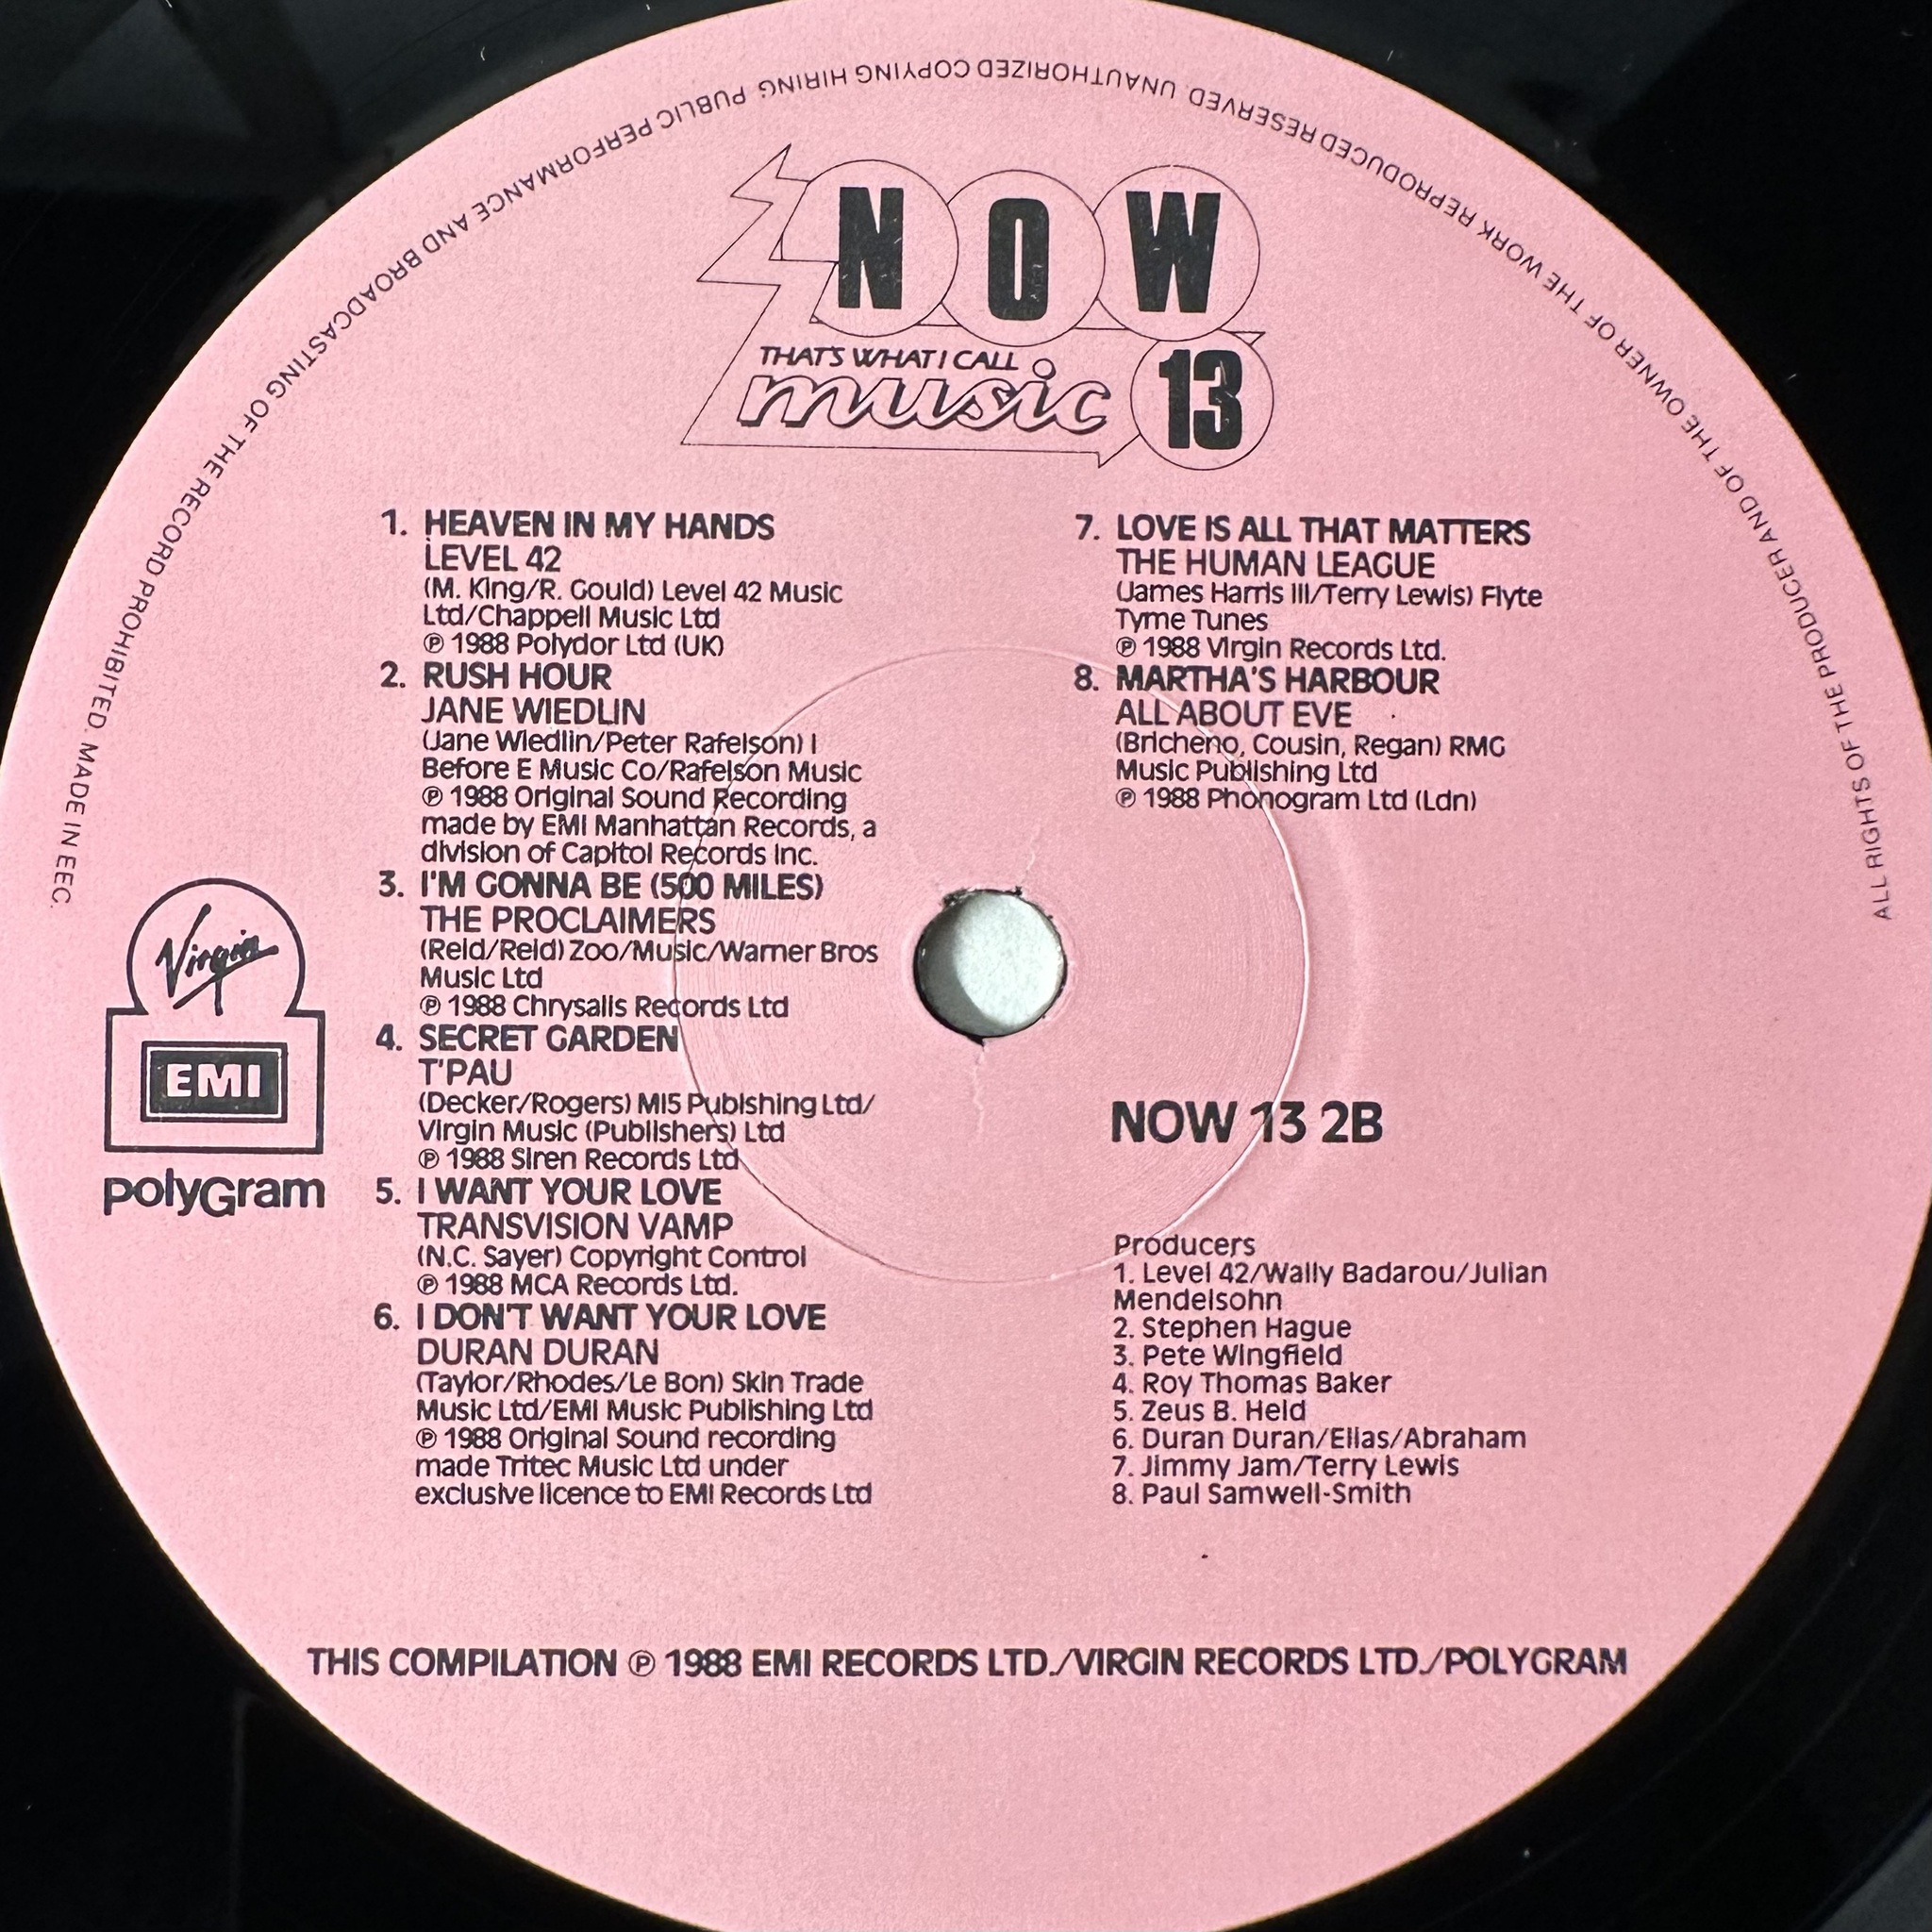 ALL RIGHTS OF THE PRODUCER AND OF THE OWNER OF THE WORK REPRODUCED RESERVED. UNAUTHORIZED COPYING HIRING, PUBLIC PERFORMANCE AND BROADCASTING OF THE RECORD PROHIBITED. MADE IN EEC.
NOW
THAT'S WHAT I CALL
music 13
1. HEAVEN IN MY HANDS
LEVEL 42
(M. King/R. Gould) Level 42 Music
Ltd/Chappell Music Ltd
℗ 1988 Polydor Ltd (UK)
2. RUSH HOUR
JANE WIEDLIN
(Jane Wiedlin/Peter Rafelson) I
Before E Music Co/Rafelson Music
℗ 1988 Original Sound Recording
made by EMI Manhattan Records, a
division of Capitol Records Inc.
3. I'M GONNA BE (500 MILES)
THE PROCLAIMERS
(Reid/Reid) Zoo/Music/Warner Bros
Music Ltd
℗ 1988 Chrysalis Records Ltd
4. SECRET GARDEN
T'PAU
(Decker/Rogers) MI5 Publshing Ltd/
Virgin Music (Publishers) Ltd
℗ 1988 Siren Records Ltd
5. I WANT YOUR LOVE
TRANSVISION VAMP
(N.C. Sayer) Copyright Control
℗ 1988 MCA Records Ltd.
6. I DON'T WANT YOUR LOVE
DURAN DURAN
(Taylor/Rhodes/Le Bon) Skin Trade
Music Ltd/EMI Music Publishing Ltd
℗ 1988 Original Sound recording
made Tritec Music Ltd under
exclusive licence to EMI Records Ltd
7. LOVE IS ALL THAT MATTERS
THE HUMAN LEAGUE
(James Harris III/Terry Lewis) Flyte
Tyme Tunes
℗ 1988 Virgin Records Ltd.
8. MARTHA'S HARBOUR
ALL ABOUT EVE
(Bricheno, Cousin, Regan) RMG
Music Publishing Ltd
℗ 1988 Phonogram Ltd (Ldn)
Virgin
EMI
polyGram
NOW 13 2B
Producers
1. Level 42/Wally Badarou/Julian
Mendelsohn
2. Stephen Hague
3. Pete Wingfield
4. Roy Thomas Baker
5. Zeus B. Held
6. Duran Duran/Elias/Abraham
7. Jimmy Jam/Terry Lewis
8. Paul Samwell-Smith
THIS COMPILATION ℗ 1988 EMI RECORDS LTD./VIRGIN RECORDS LTD./POLYGRAM